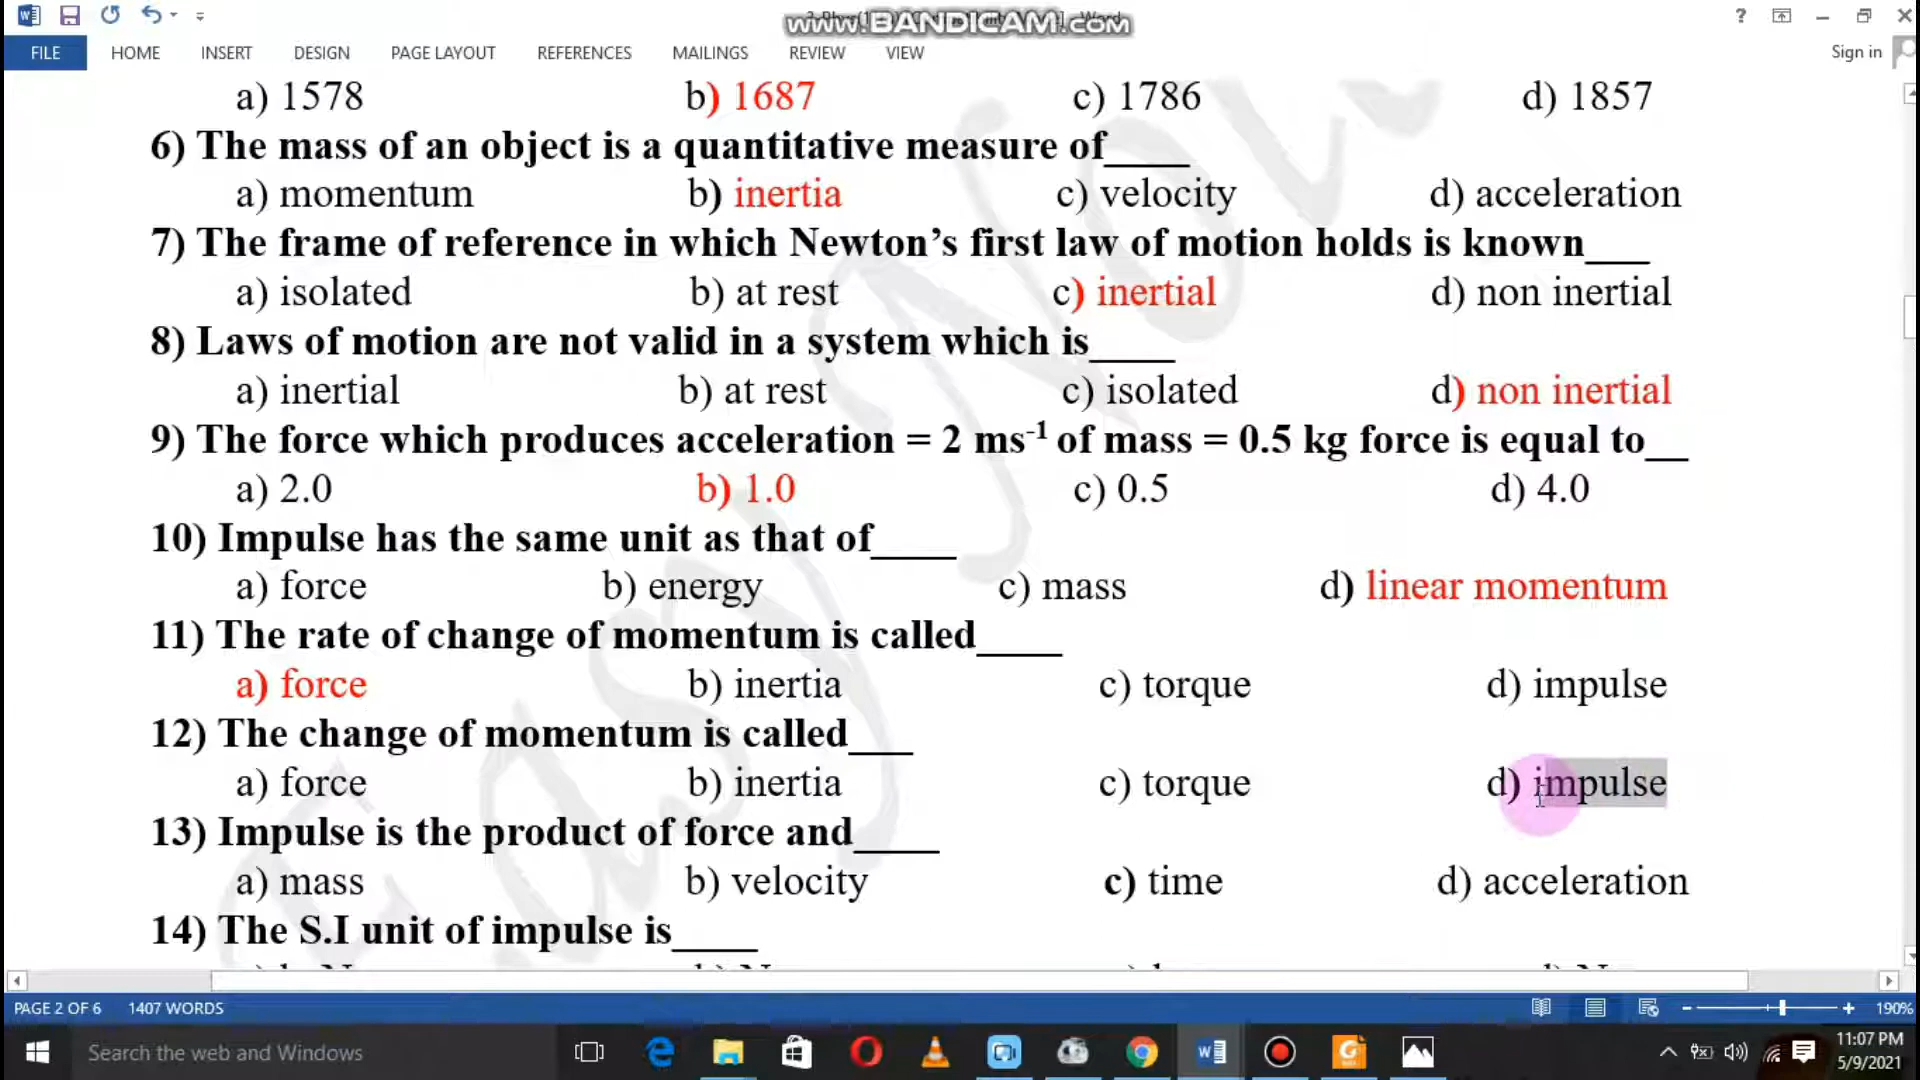 www.BANDICAM.com
FILE HOME INSERT DESIGN PAGE LAYOUT REFERENCES MAILINGS REVIEW VIEW Sign in
a) 1578 b) 1687 c) 1786 d) 1857
6) The mass of an object is a quantitative measure of____
a) momentum b) inertia c) velocity d) acceleration
7) The frame of reference in which Newton’s first law of motion holds is known___
a) isolated b) at rest c) inertial d) non inertial
8) Laws of motion are not valid in a system which is____
a) inertial b) at rest c) isolated d) non inertial
9) The force which produces acceleration = 2 ms-1 of mass = 0.5 kg force is equal to__
a) 2.0 b) 1.0 c) 0.5 d) 4.0
10) Impulse has the same unit as that of____
a) force b) energy c) mass d) linear momentum
11) The rate of change of momentum is called____
a) force b) inertia c) torque d) impulse
12) The change of momentum is called___
a) force b) inertia c) torque d) impulse
13) Impulse is the product of force and____
a) mass b) velocity c) time d) acceleration
14) The S.I unit of impulse is____
PAGE 2 OF 6 1407 WORDS 190%
Search the web and Windows
11:07 PM
5/9/2021